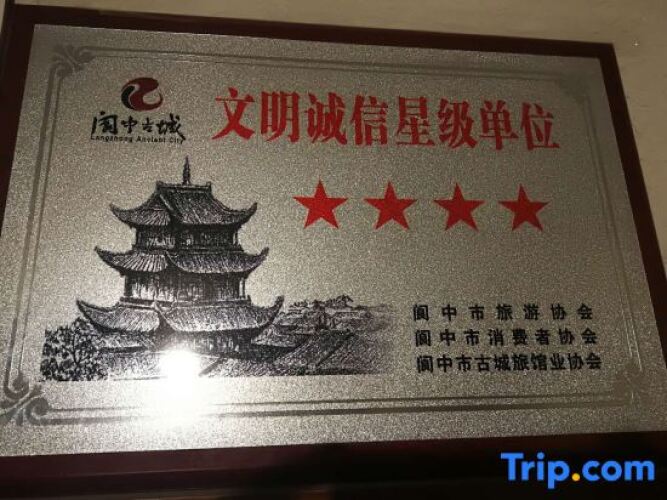 阆中古城
Langzhong Ancient City
文明诚信星级单位
阆中市旅游协会
阆中市消费者协会
阆中市古城旅馆业协会
Trip.com